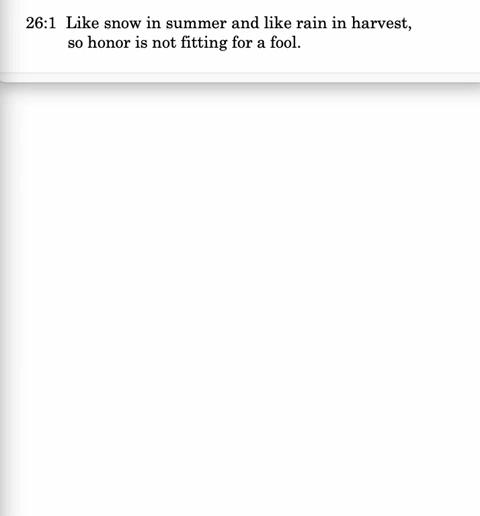 26:1 Like snow in summer and like rain in harvest,
so honor is not fitting for a fool.